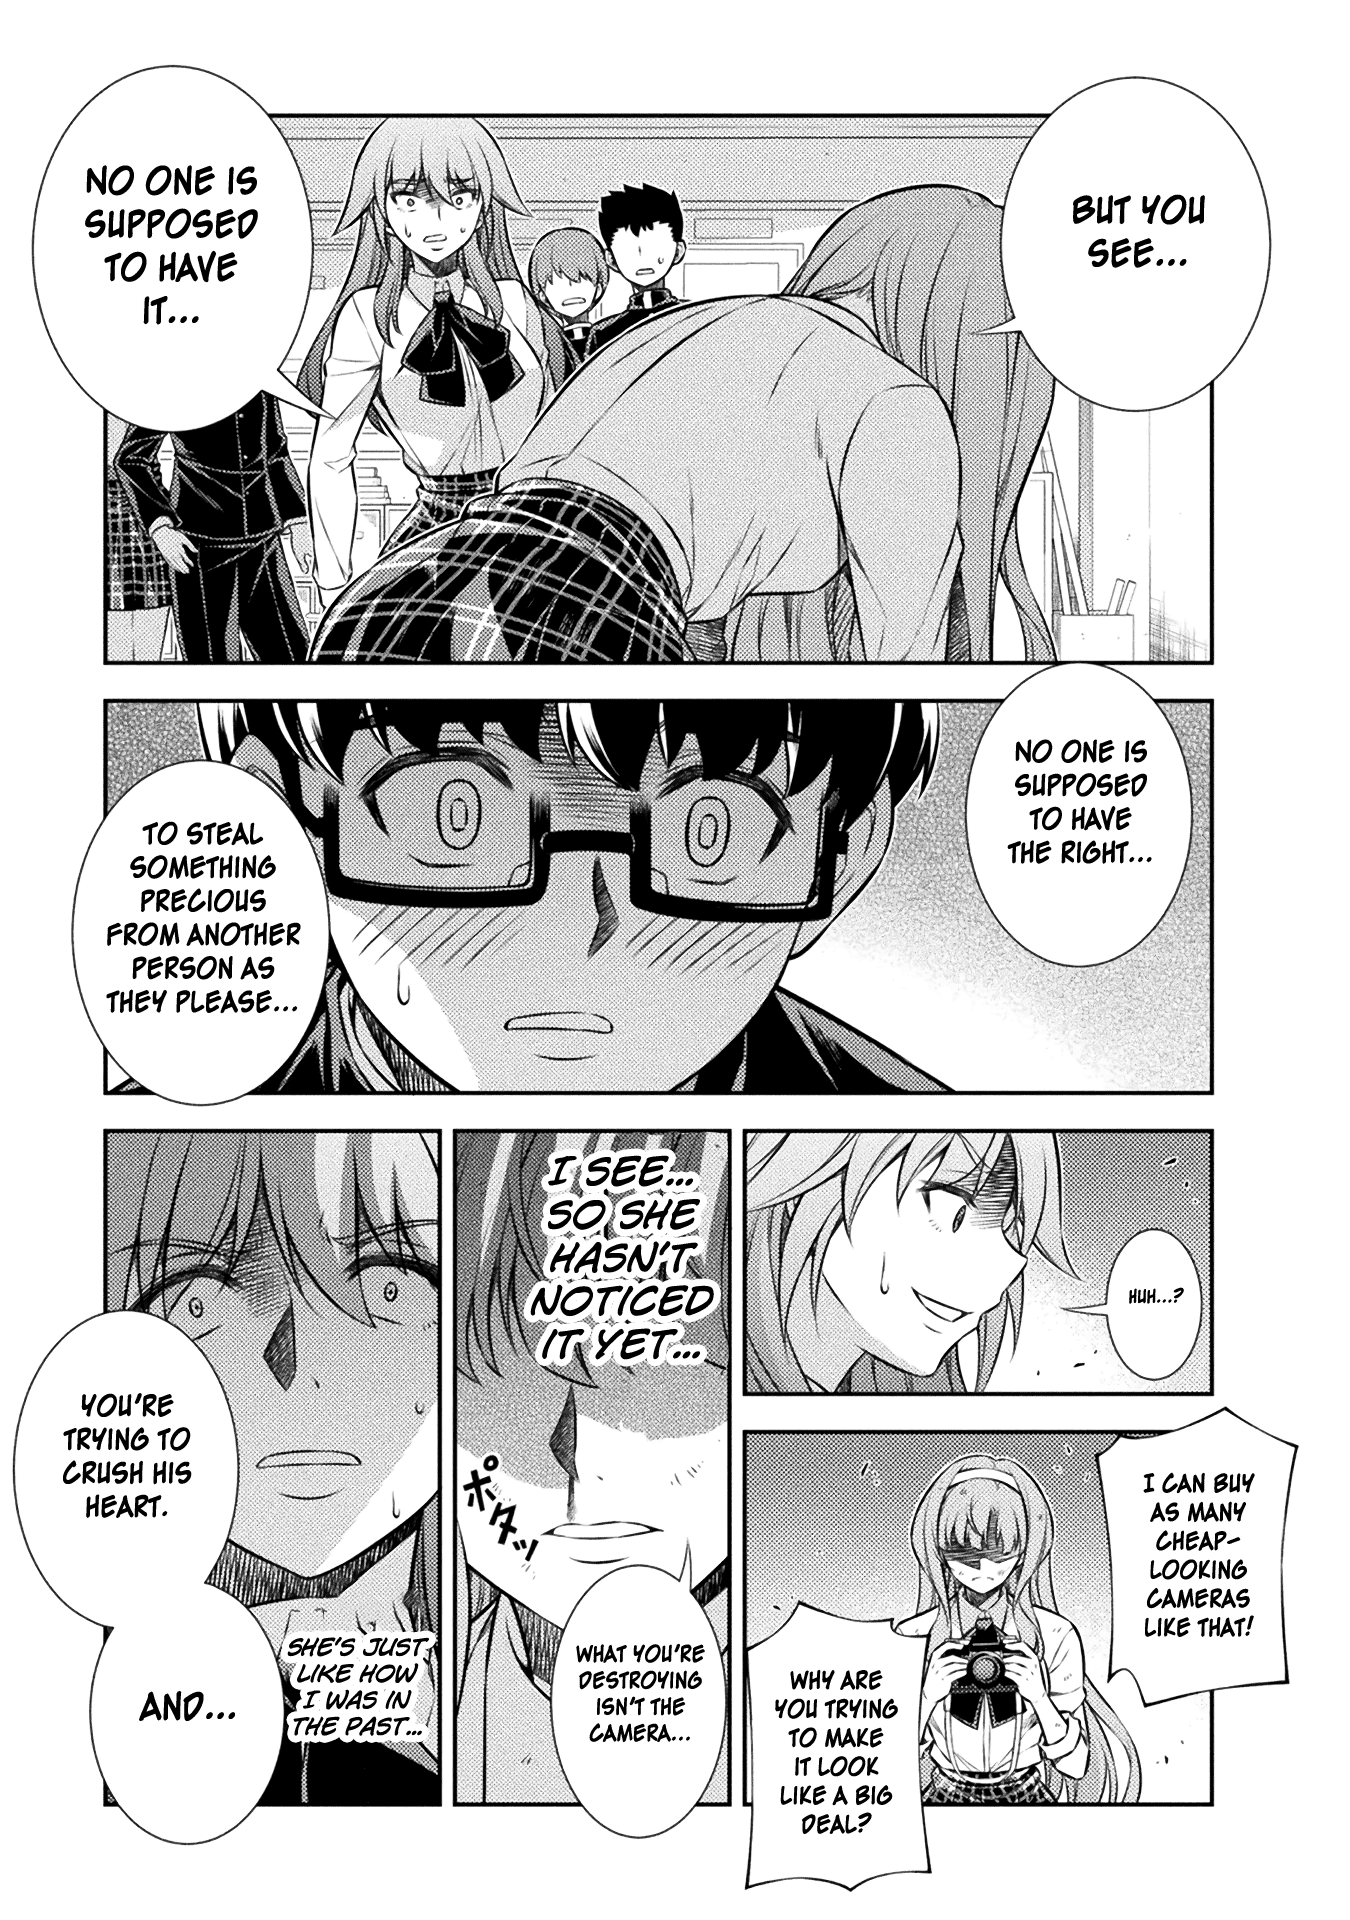 BUT YOU
SEE...
NO ONE IS
SUPPOSED
TO HAVE
IT...
NO ONE IS
SUPPOSED
TO HAVE
THE RIGHT...
TO STEAL
SOMETHING
PRECIOUS
FROM ANOTHER
PERSON AS
THEY PLEASE...
HUH...?
I CAN BUY
AS MANY
CHEAP-
LOOKING
CAMERAS
LIKE THAT!
WHY ARE
YOU TRYING
TO MAKE
IT LOOK
LIKE A BIG
DEAL?
I SEE...
SO SHE
HASN'T
NOTICED
IT YET...
ポタッ
WHAT YOU'RE
DESTROYING
ISN'T THE
CAMERA...
YOU'RE
TRYING TO
CRUSH HIS
HEART.
SHE'S JUST
LIKE HOW
I WAS IN
THE PAST...
AND...